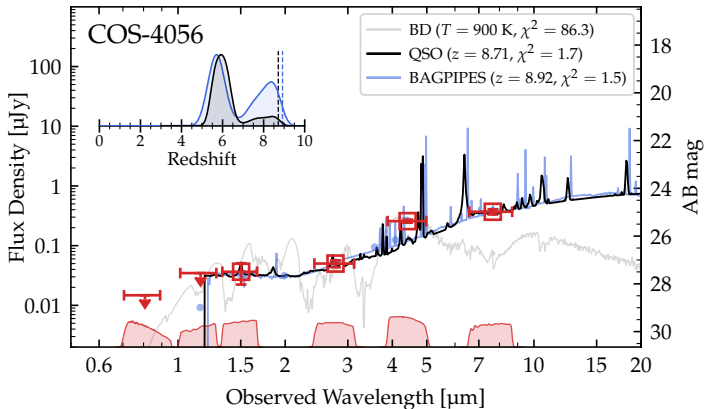 COS-4056
BD (T = 900 K, χ² = 86.3)
QSO (z = 8.71, χ² = 1.7)
BAGPIPES (z = 8.92, χ² = 1.5)
0 2 4 6 8 10
Redshift
100
10
1
0.1
0.01
Flux Density [µJy]
18
20
21
22
24
25
26
28
29
30
AB mag
0.6 1 1.5 2 3 4 5 7 10 15 20
Observed Wavelength [µm]